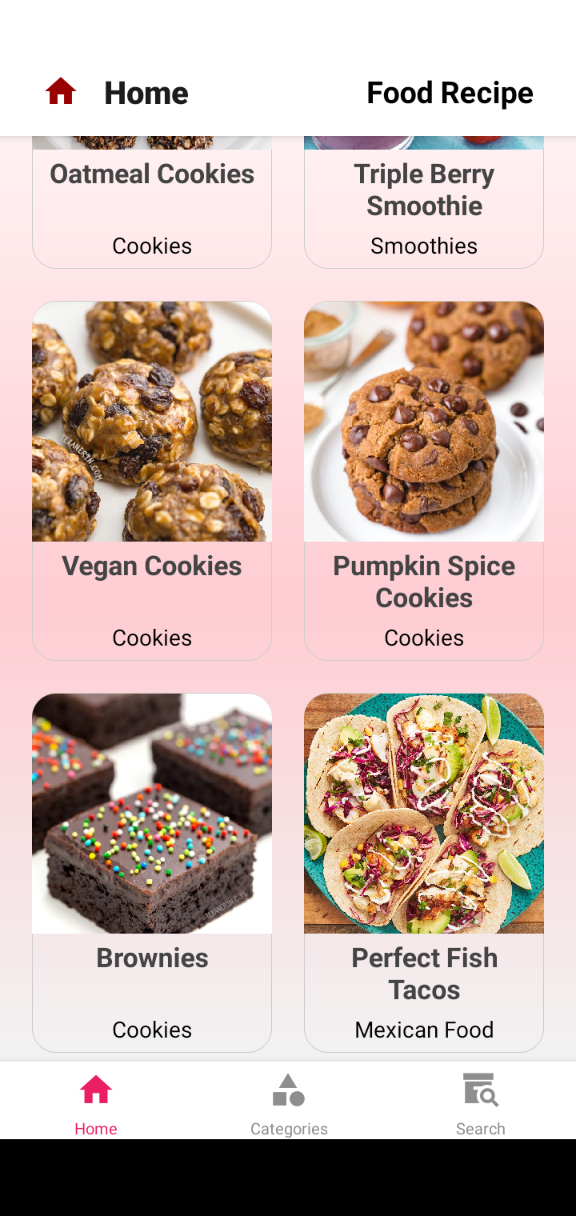 Home
Food Recipe
Oatmeal Cookies
Cookies
Triple Berry
Smoothie
Smoothies
Vegan Cookies
Cookies
Pumpkin Spice
Cookies
Cookies
Brownies
Cookies
Perfect Fish
Tacos
Mexican Food
Home
Categories
Search